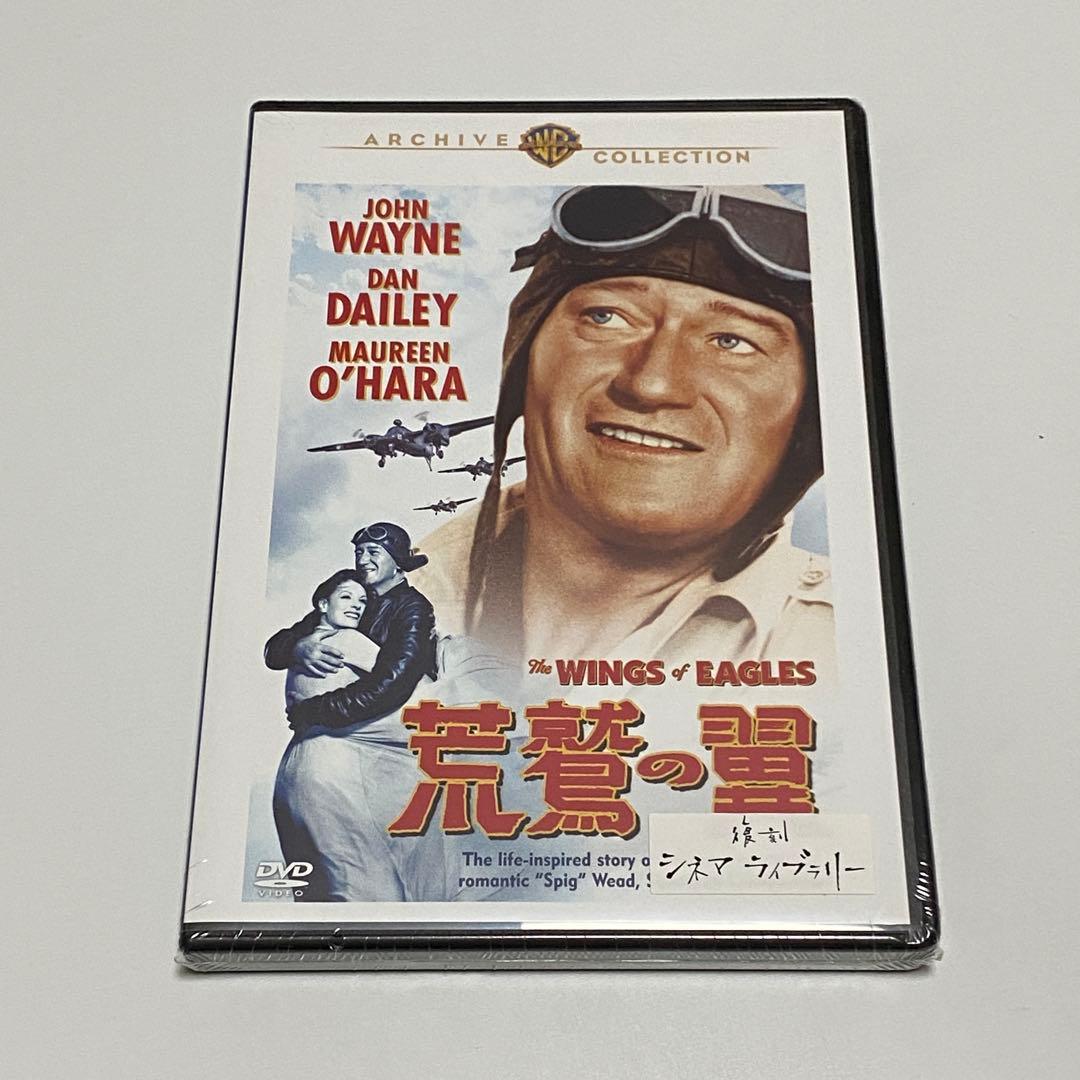 ARCHIVE WB COLLECTION
JOHN
WAYNE
DAN
DAILEY
MAUREEN
O'HARA
The WINGS of EAGLES
荒鷲の翼
The life-inspired story o
romantic "Spig" Wead, S
復刻
シネマ ライブラリー
DVD
VIDEO